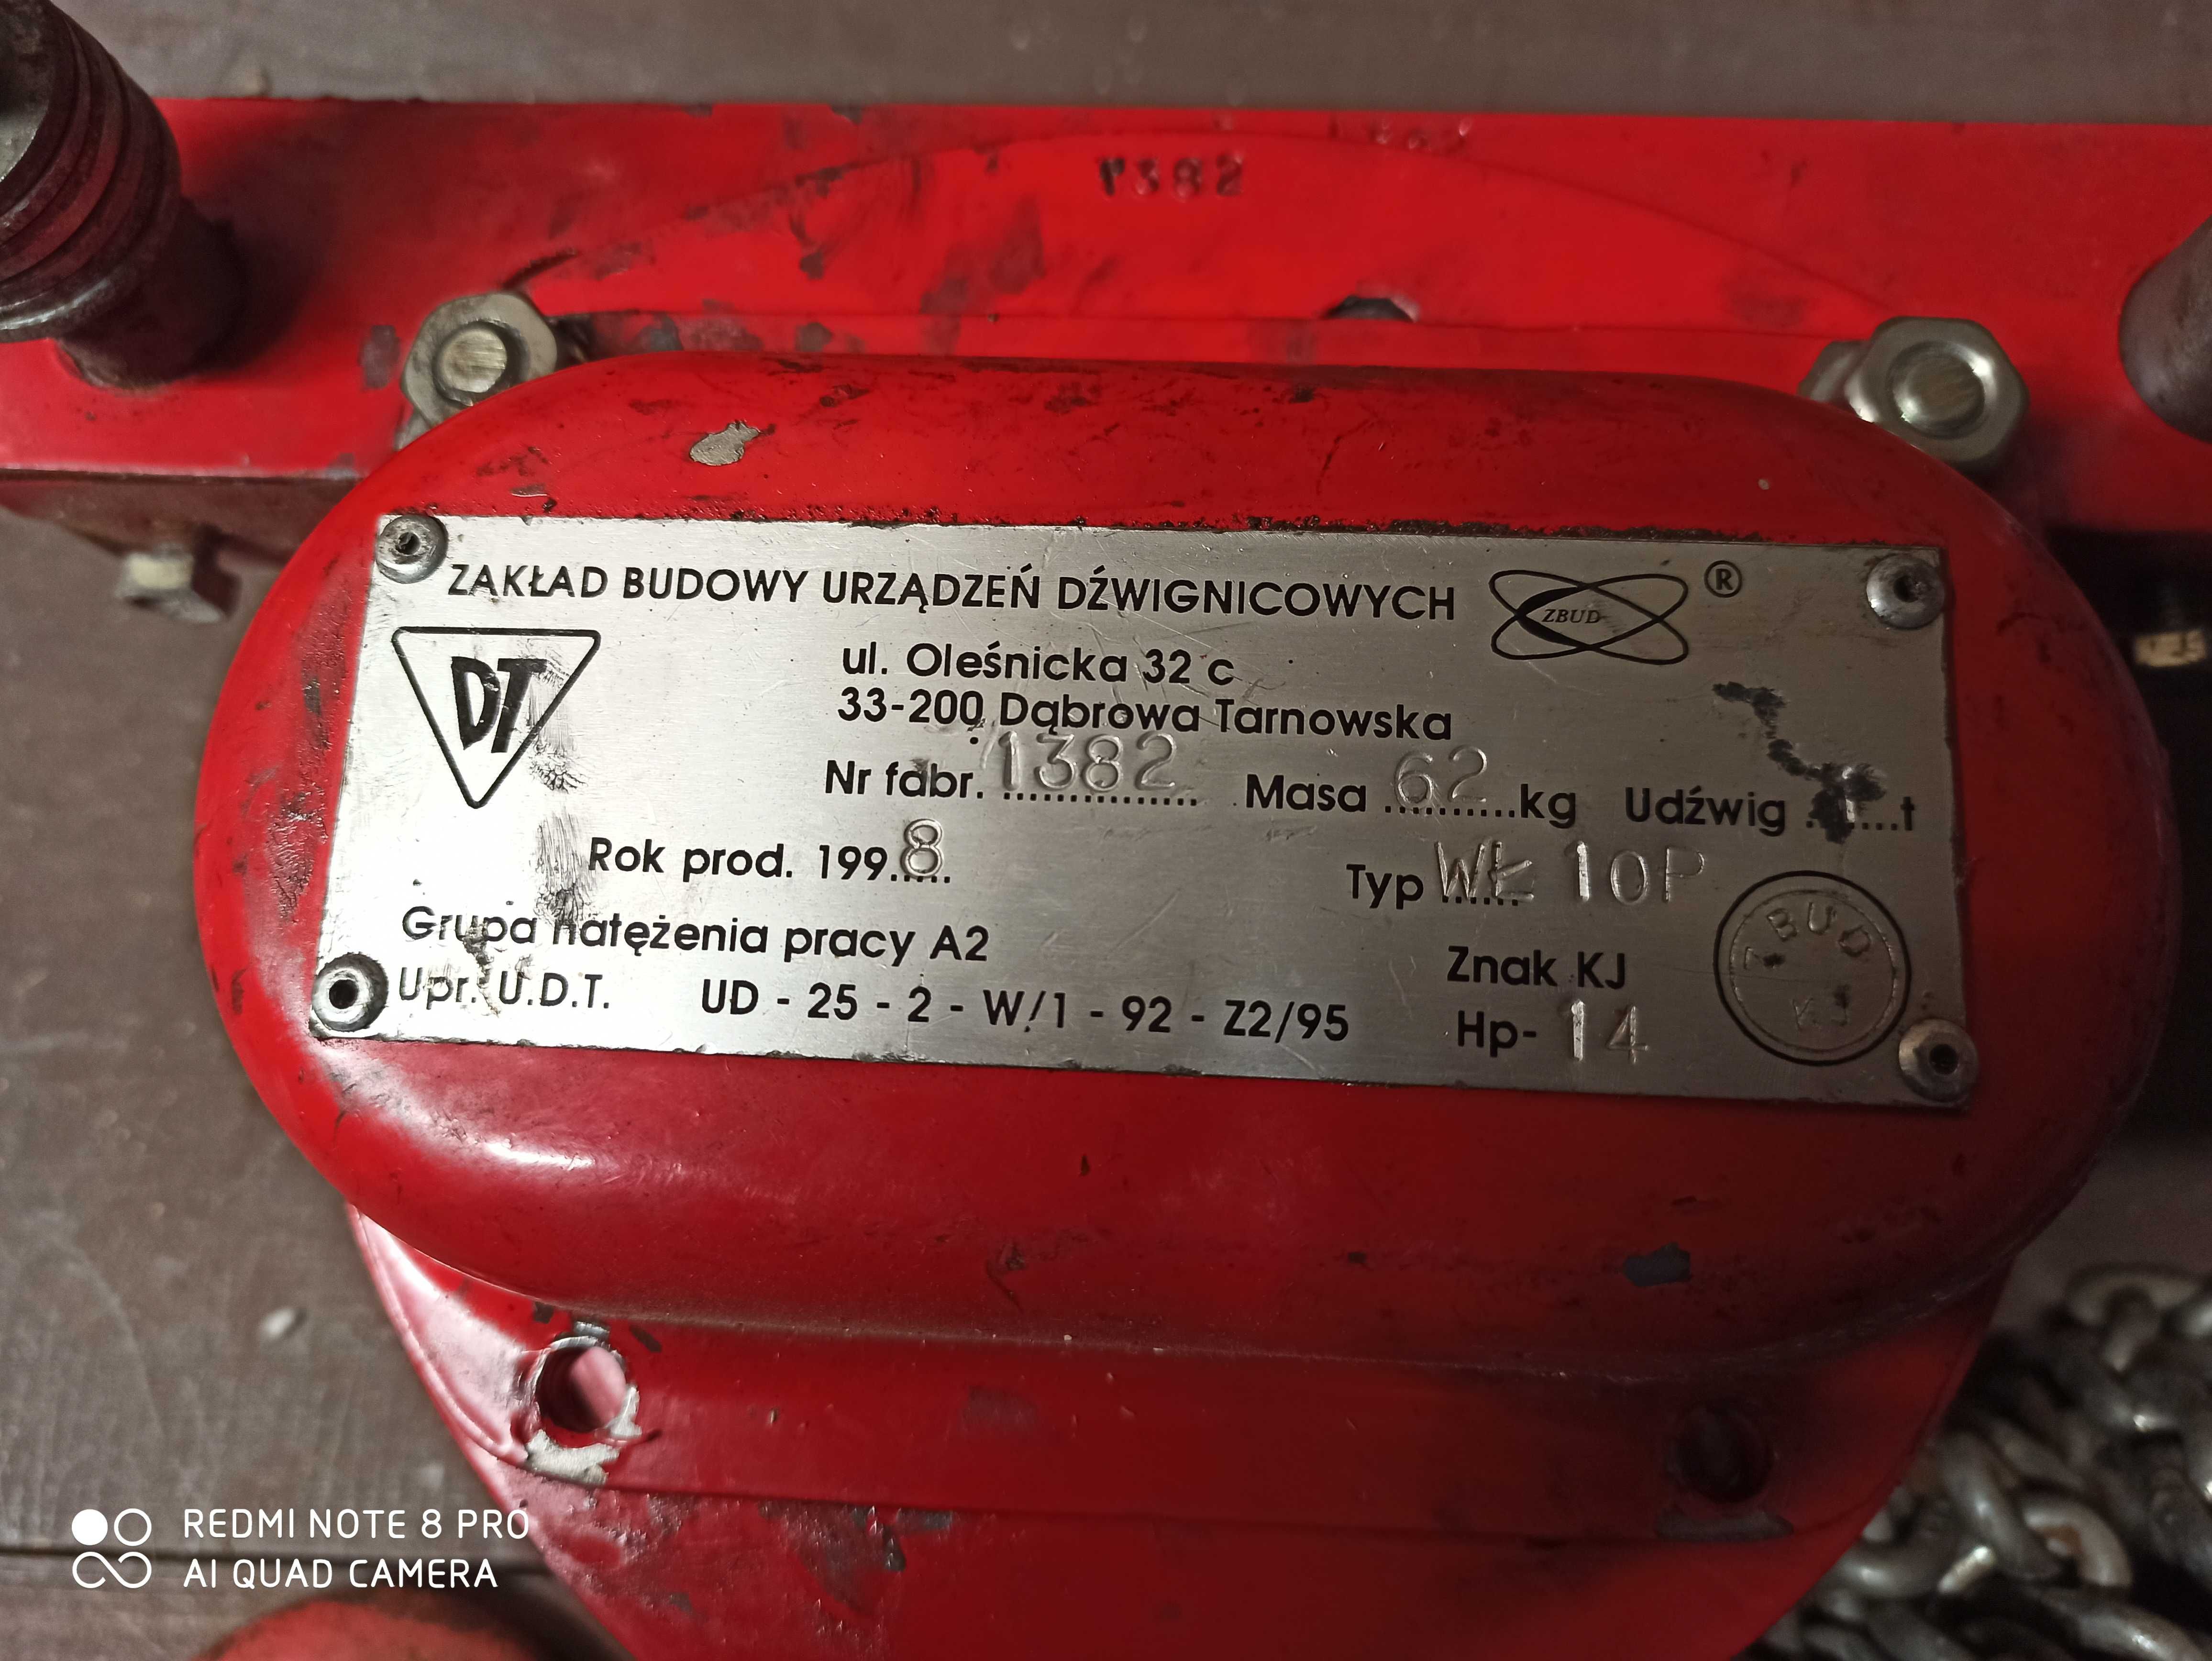 1382
ZAKŁAD BUDOWY URZĄDZEŃ DŹWIGNICOWYCH ZBUD ®
DT
ul. Oleśnicka 32 c
33-200 Dąbrowa Tarnowska
Nr fabr. 1382 Masa 62 kg Udźwig 1 t
Rok prod. 1998 Typ WŁ 10P
Grupa natężenia pracy A2 Znak KJ ZBUD KJ
Upr. U.D.T. UD - 25 - 2 - W/1 - 92 - Z2/95 Hp- 14
REDMI NOTE 8 PRO
AI QUAD CAMERA